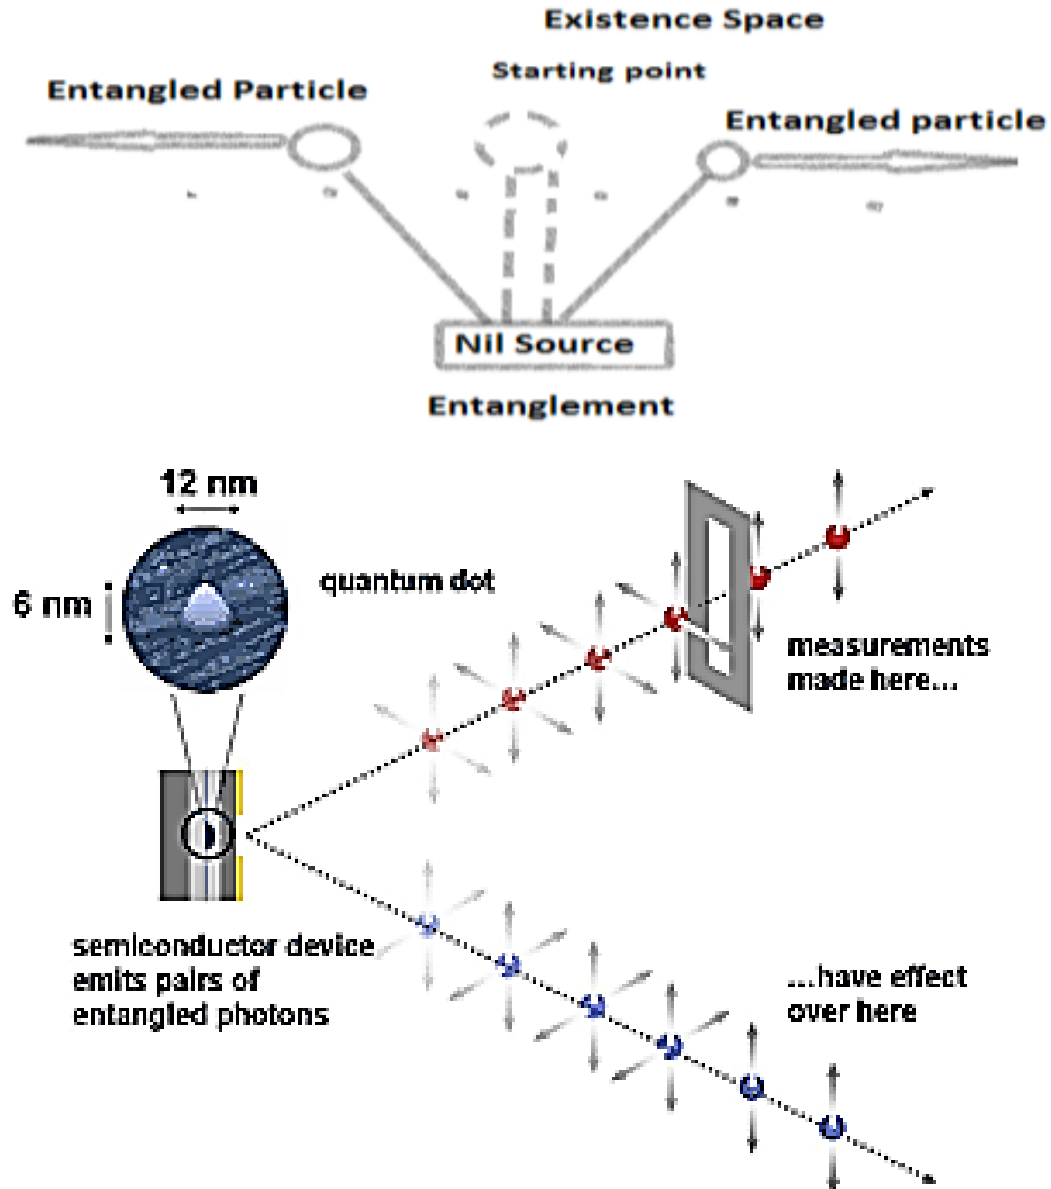 Existence Space
Starting point
Entangled Particle
Entangled particle
Nil Source
Entanglement
12 nm
6 nm
quantum dot
measurements
made here...
semiconductor device
emits pairs of
entangled photons
...have effect
over here